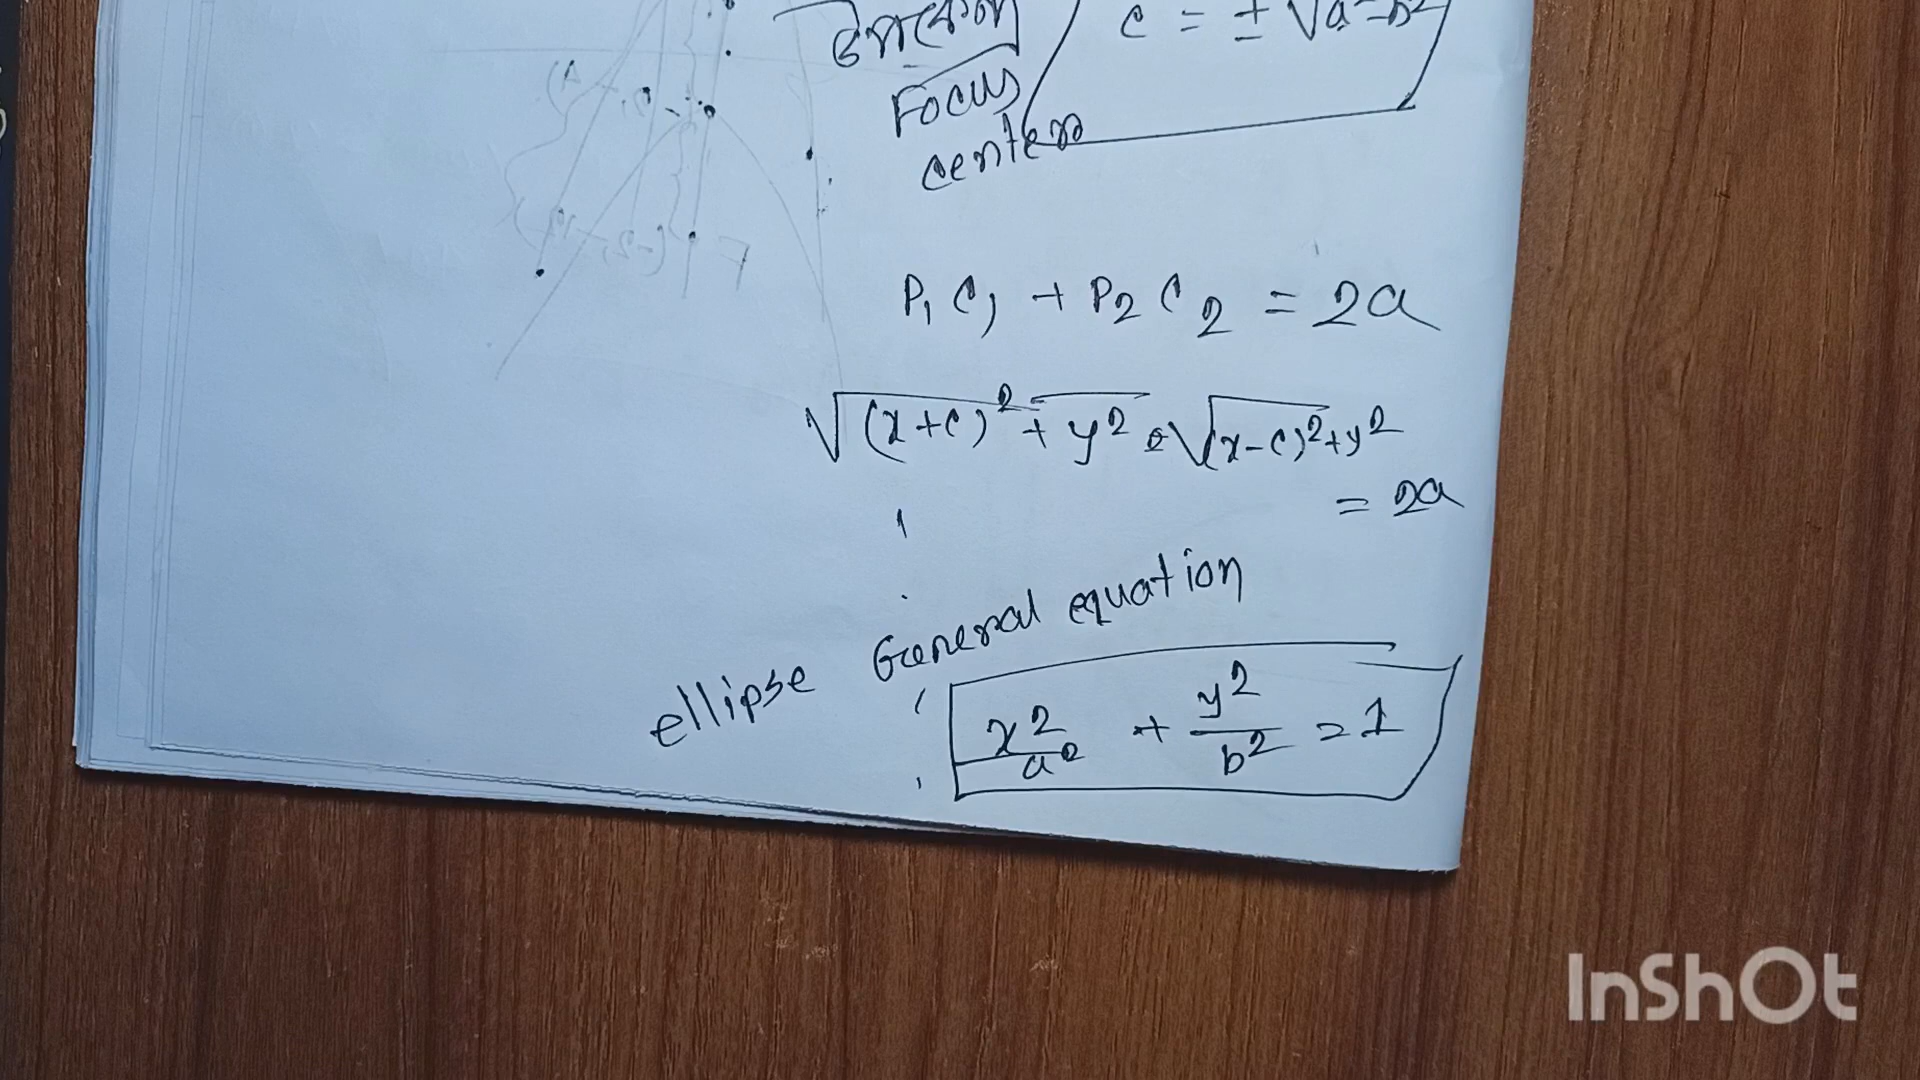 উপকেন্দ্র
c = ± √a²-b²
Focus
center
P₁C₁ + P₂C₂ = 2a
√(x+c)² + y² √(x-c)²+y²
= 2a
ellipse General equation
x²/a² + y²/b² = 1
InShOt